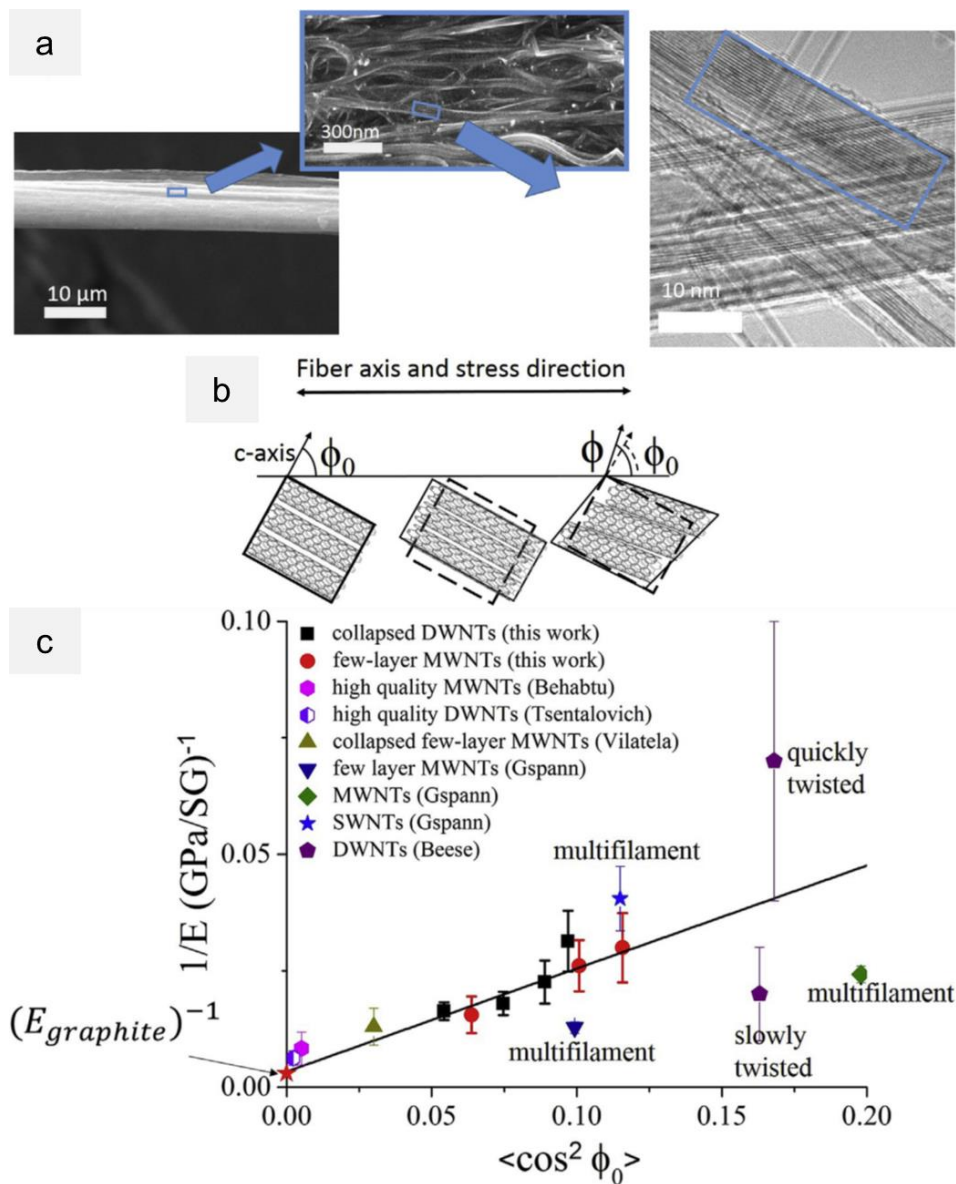 a
300nm
10 μm
10 nm
b
Fiber axis and stress direction
c-axis
ϕ₀
ϕ
ϕ₀
c
0.10
0.05
0.00
1/E (GPa/SG)⁻¹
(E_graphite)⁻¹
collapsed DWNTs (this work)
few-layer MWNTs (this work)
high quality MWNTs (Behabtu)
high quality DWNTs (Tsentalovich)
collapsed few-layer MWNTs (Vilatela)
few layer MWNTs (Gspann)
MWNTs (Gspann)
SWNTs (Gspann)
DWNTs (Beese)
quickly
twisted
multifilament
multifilament
slowly
twisted
multifilament
0.00
0.05
0.10
0.15
0.20
<cos² ϕ₀>